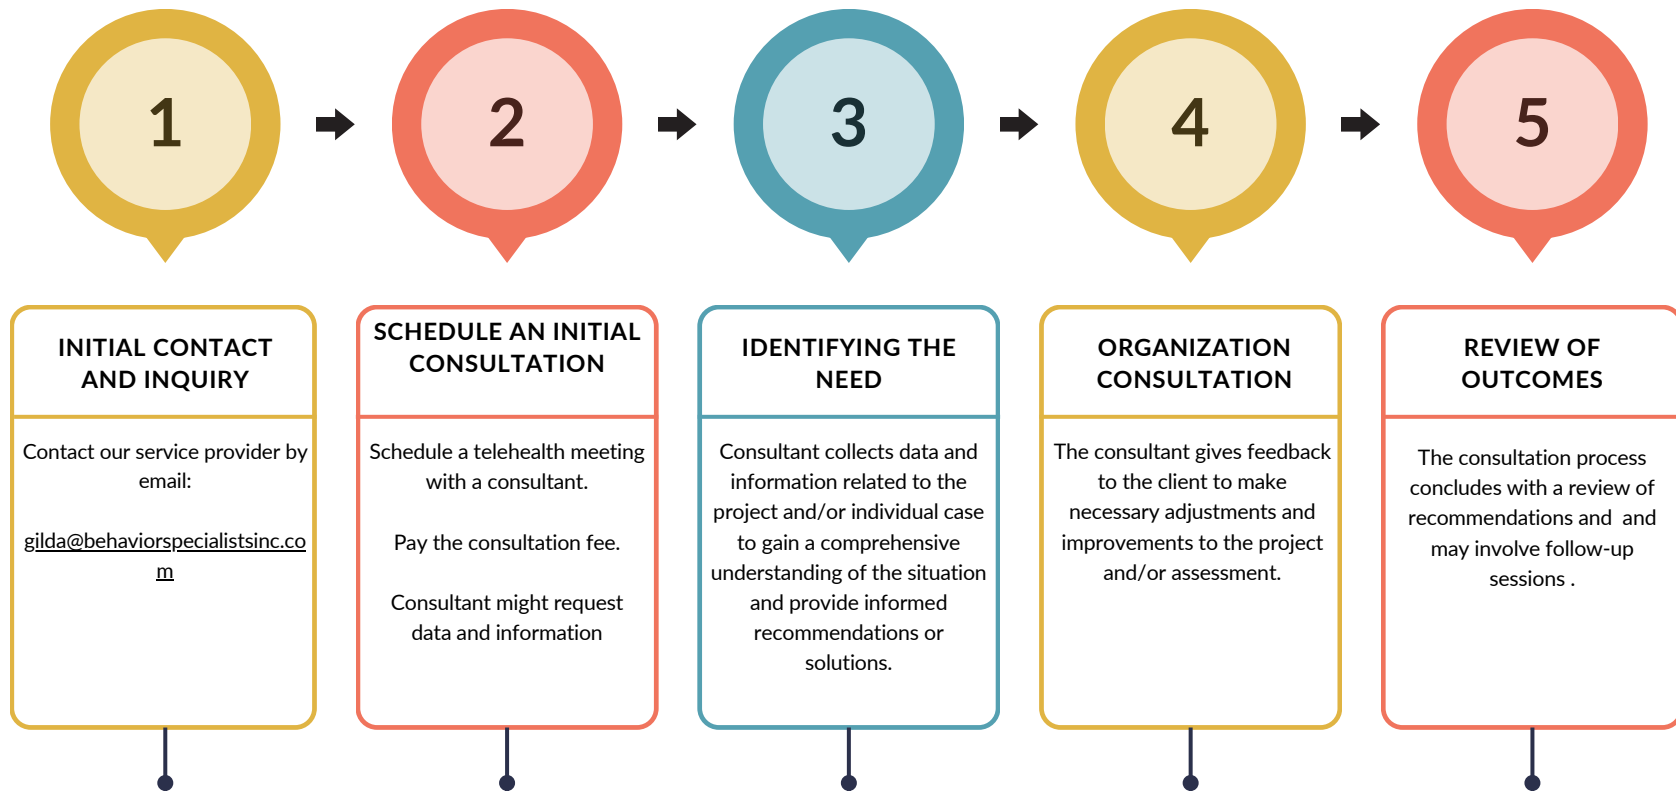 1
2
3
4
5
INITIAL CONTACT
AND INQUIRY
Contact our service provider by
email:
gilda@behaviorspecialistsinc.co
m
SCHEDULE AN INITIAL
CONSULTATION
Schedule a telehealth meeting
with a consultant.
Pay the consultation fee.
Consultant might request
data and information
IDENTIFYING THE
NEED
Consultant collects data and
information related to the
project and/or individual case
to gain a comprehensive
understanding of the situation
and provide informed
recommendations or
solutions.
ORGANIZATION
CONSULTATION
The consultant gives feedback
to the client to make
necessary adjustments and
improvements to the project
and/or assessment.
REVIEW OF
OUTCOMES
The consultation process
concludes with a review of
recommendations and  and
may involve follow-up
sessions .